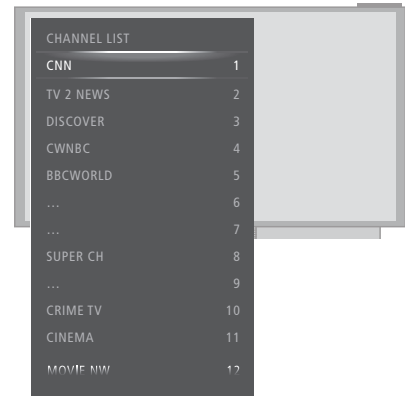 CHANNEL LIST
CNN 1
TV 2 NEWS 2
DISCOVER 3
CWNBC 4
BBCWORLD 5
... 6
... 7
SUPER CH 8
... 9
CRIME TV 10
CINEMA 11
MOVIE NW 12